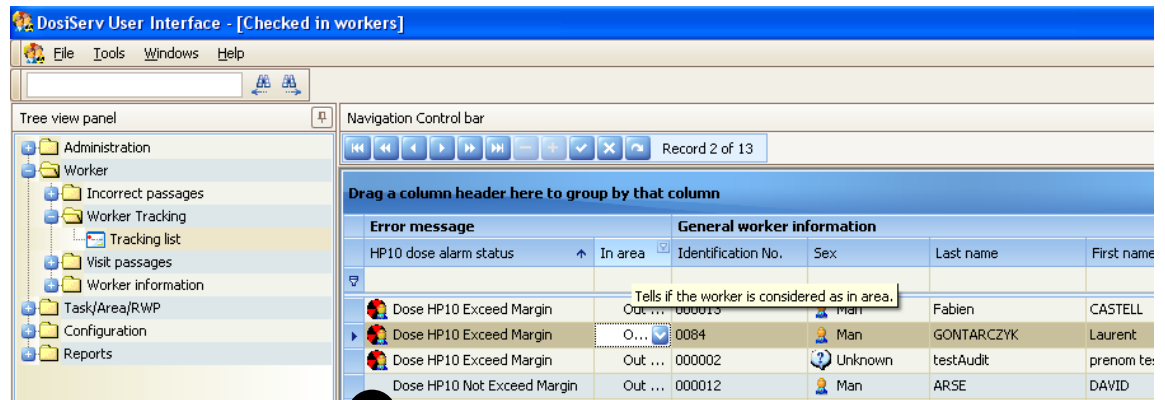 DosiServ User Interface - [Checked in workers]
File Tools Windows Help
Tree view panel
Navigation Control bar
Administration
Record 2 of 13
Worker
Incorrect passages
Drag a column header here to group by that column
Worker Tracking
Error message General worker information
Tracking list
HP10 dose alarm status In area Identification No. Sex Last name First name
Visit passages
Worker information
Tells if the worker is considered as in area.
Task/Area/RWP
Dose HP10 Exceed Margin Out ... 000013 Man Fabien CASTELL
Configuration
Dose HP10 Exceed Margin O... 0084 Man GONTARCZYK Laurent
Reports
Dose HP10 Exceed Margin Out ... 000002 Unknown testAudit prenom tes
Dose HP10 Not Exceed Margin Out ... 000012 Man ARSE DAVID